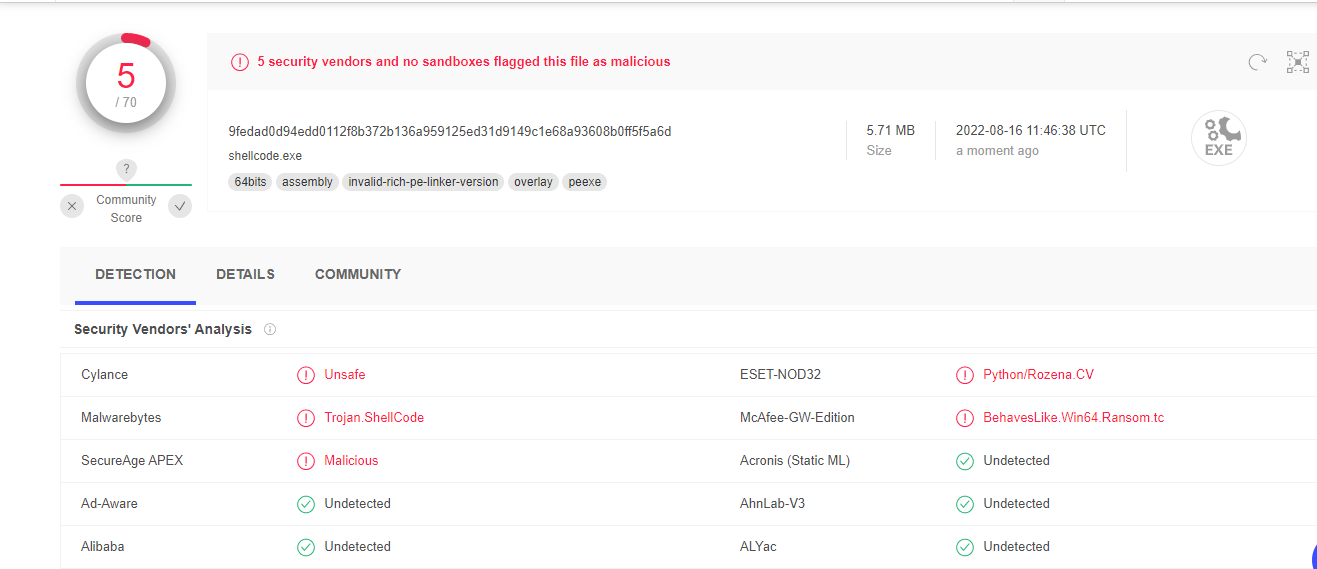 5
/ 70
?
Community
Score
5 security vendors and no sandboxes flagged this file as malicious
9fedad0d94edd0112f8b372b136a959125ed31d9149c1e68a93608b0ff5f5a6d
shellcode.exe
64bits assembly invalid-rich-pe-linker-version overlay peexe
5.71 MB
Size
2022-08-16 11:46:38 UTC
a moment ago
EXE
DETECTION DETAILS COMMUNITY
Security Vendors' Analysis
Cylance Unsafe ESET-NOD32 Python/Rozena.CV
Malwarebytes Trojan.ShellCode McAfee-GW-Edition BehavesLike.Win64.Ransom.tc
SecureAge APEX Malicious Acronis (Static ML) Undetected
Ad-Aware Undetected AhnLab-V3 Undetected
Alibaba Undetected ALYac Undetected